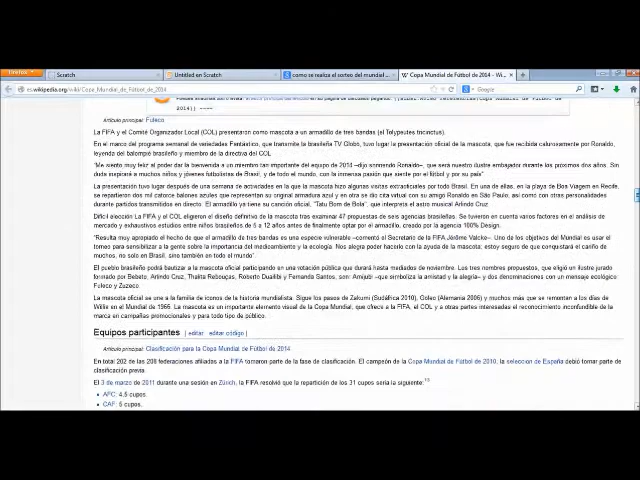 Firefox
Scratch
Untitled en Scratch
como se realiza el sorteo del mundial ...
Copa Mundial de Fútbol de 2014 - Wi...
es.wikipedia.org/wiki/Copa_Mundial_de_Fútbol_de_2014
Google
2014}} ~~~~
Artículo principal: Fuleco
La FIFA y el Comité Organizador Local (COL) presentaron como mascota a un armadillo de tres bandas (el Tolypeutes tricinctus).
En el marco del programa semanal de variedades Fantástico, que transmite la brasileña TV Globo, tuvo lugar la presentación oficial de la mascota, que fue recibida calurosamente por Ronaldo,
leyenda del balompié brasileño y miembro de la directiva del COL
"Me siento muy feliz al poder dar la bienvenida a un miembro tan importante del equipo de 2014 –dijo sonriendo Ronaldo–, que será nuestro ilustre embajador durante los próximos dos años. Sin
duda inspirará a muchos niños y jóvenes futbolistas de Brasil, y de todo el mundo, con la inmensa pasión que siente por el fútbol y por su país"
La presentación tuvo lugar después de una semana de actividades en la que la mascota hizo algunas visitas extraoficiales por todo Brasil. En una de ellas, en la playa de Boa Viagem en Recife,
se repartieron dos mil catorce balones azules que representan su original armadura azul y en otra se dio cita virtual con su amigo Ronaldo en São Paulo; así como con otras personalidades
durante partidos transmitidos en directo. El armadillo ya tiene su canción oficial, "Tatu Bom de Bola", que interpreta el astro musical Arlindo Cruz
Difícil elección La FIFA y el COL eligieron el diseño definitivo de la mascota tras examinar 47 propuestas de seis agencias brasileñas. Se tuvieron en cuenta varios factores en el análisis de
mercado y exhaustivos estudios entre niños brasileños de 5 a 12 años antes de finalmente optar por el armadillo, creado por la agencia 100% Design.
"Resulta muy apropiado el hecho de que el armadillo de tres bandas es una especie vulnerable –comentó el Secretario de la FIFA Jérôme Valcke–. Uno de los objetivos del Mundial es usar el
torneo para sensibilizar a la gente sobre la importancia del medioambiente y la ecología. Nos alegra poder hacerlo con la ayuda de la mascota: estoy seguro de que conquistará el cariño de
muchos, no solo en Brasil, sino también en todo el mundo".
El pueblo brasileño podrá bautizar a la mascota oficial participando en una votación pública que durará hasta mediados de noviembre. Los tres nombres propuestos, que eligió un ilustre jurado
formado por Bebeto, Arlindo Cruz, Thalita Rebouças, Roberto Duailibi y Fernanda Santos, son: Amijubi –que simboliza la amistad y la alegría– y dos denominaciones con un mensaje ecológico:
Fuleco y Zuzeco.
La mascota oficial se une a la familia de iconos de la historia mundialista. Sigue los pasos de Zakumi (Sudáfrica 2010), Goleo (Alemania 2006) y muchos más que se remontan a los días de
Willie en el Mundial de 1966. La mascota es un importante elemento visual de la Copa Mundial, que ofrece a la FIFA, el COL y a otras partes interesadas el reconocimiento inconfundible de la
marca en campañas promocionales y para todo tipo de público.
Equipos participantes [ editar · editar código ]
Artículo principal: Clasificación para la Copa Mundial de Fútbol de 2014
En total 202 de las 208 federaciones afiliadas a la FIFA tomaron parte de la fase de clasificación. El campeón de la Copa Mundial de Fútbol de 2010, la selección de España debió tomar parte de
clasificación previa.
El 3 de marzo de 2011 durante una sesión en Zúrich, la FIFA resolvió que la repartición de los 31 cupos sería la siguiente:
• AFC: 4.5 cupos.
• CAF: 5 cupos.